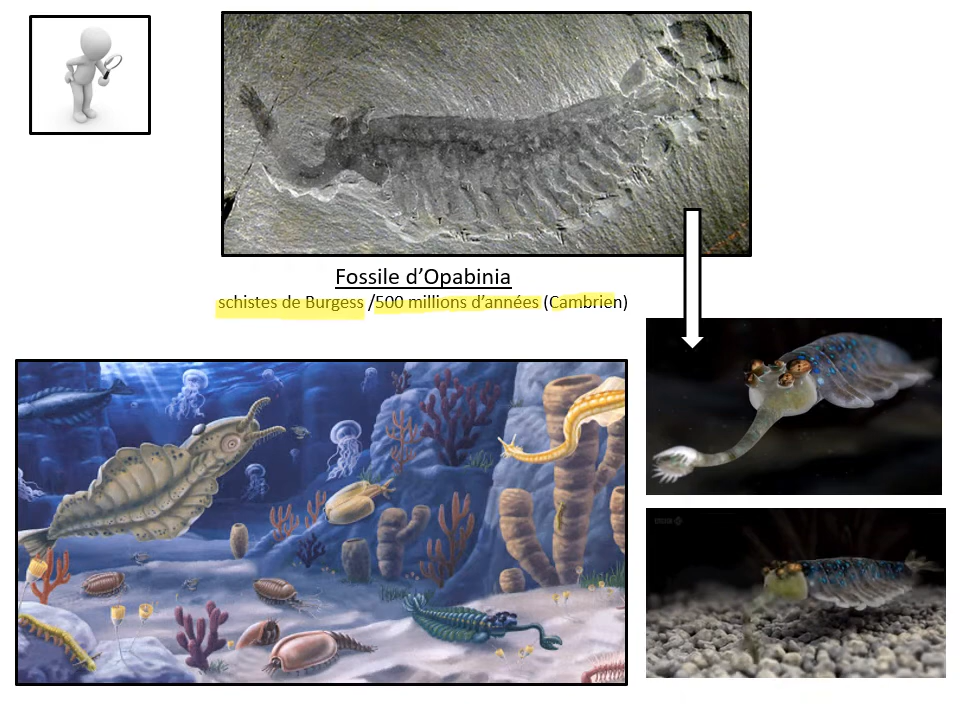 Fossile d’Opabinia
schistes de Burgess /500 millions d’années (Cambrien)